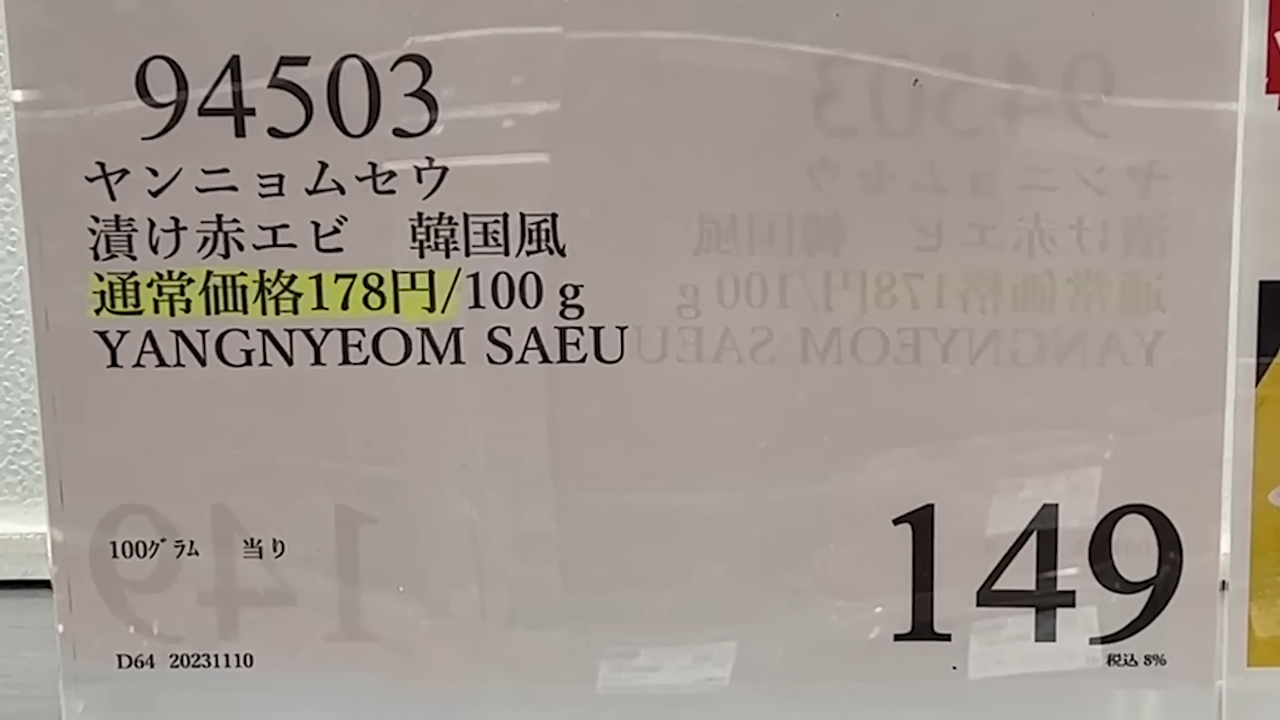 94503
ヤンニョムセウ
漬け赤エビ　韓国風
通常価格178円/100ｇ
YANGNYEOM SAEU
149
100ｸﾞﾗﾑ　当り
D64 20231110
税込 8%